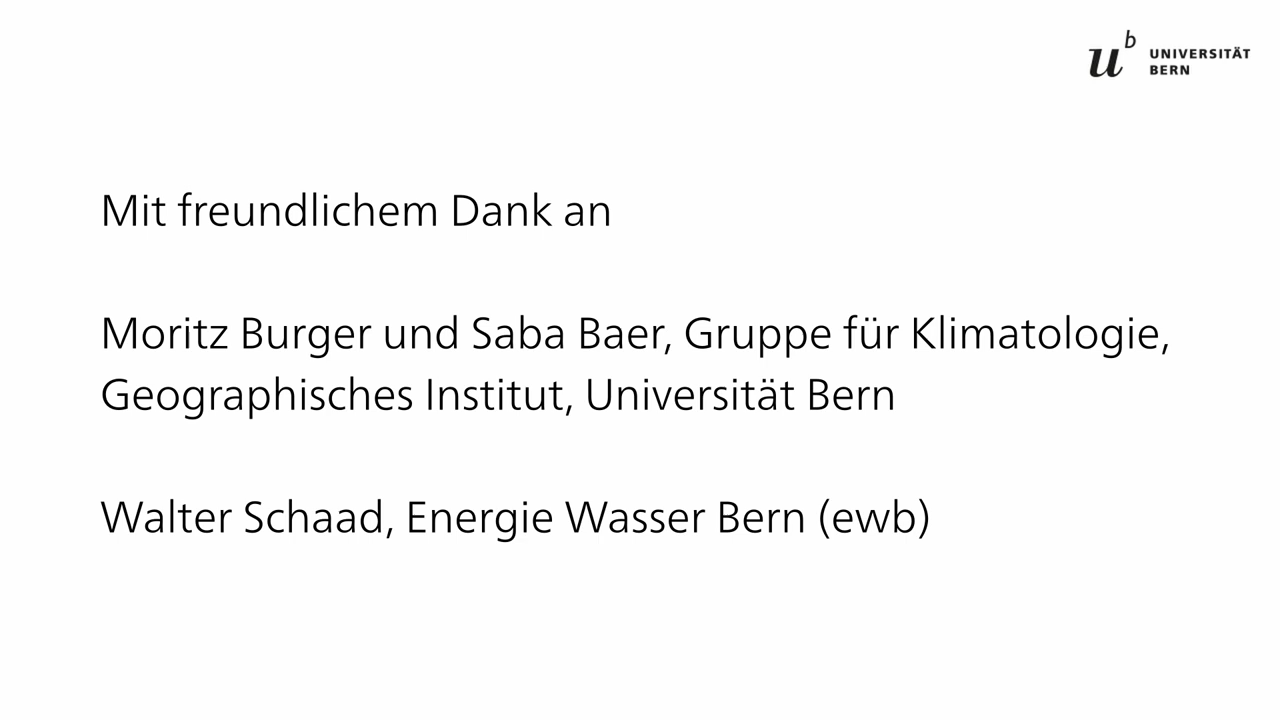 u^b UNIVERSITÄT
BERN
Mit freundlichem Dank an
Moritz Burger und Saba Baer, Gruppe für Klimatologie,
Geographisches Institut, Universität Bern
Walter Schaad, Energie Wasser Bern (ewb)